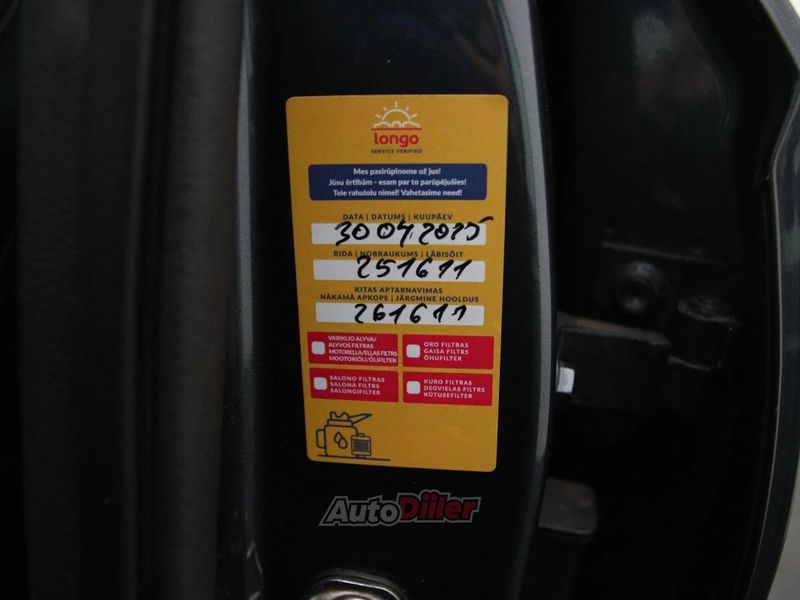 longo
SERVICE VERIFIED
Mes pasirūpinome už jus!
Jūsu ērtībām - esam par to parūpējušies!
Teie rahulolu nimel! Vahetasime need!
DATA | DATUMS | KUUPÄEV
30 04 2025
RIDA | NOBRAUKUMS | LÄBISÕIT
251611
KITAS APTARNAVIMAS
NĀKAMĀ APKOPE | JÄRGMINE HOOLDUS
261611
VARIKLIO ALYVA/
ALYVOS FILTRAS
MOTORELLA/EĻĻAS FILTRS
MOOTORIÕLI/ÕLIFILTER
ORO FILTRAS
GAISA FILTRS
ÕHUFILTER
SALONO FILTRAS
SALONA FILTRS
SALONGIFILTER
KURO FILTRAS
DEGVIELAS FILTRS
KÜTUSEFILTER
AutoDiiler